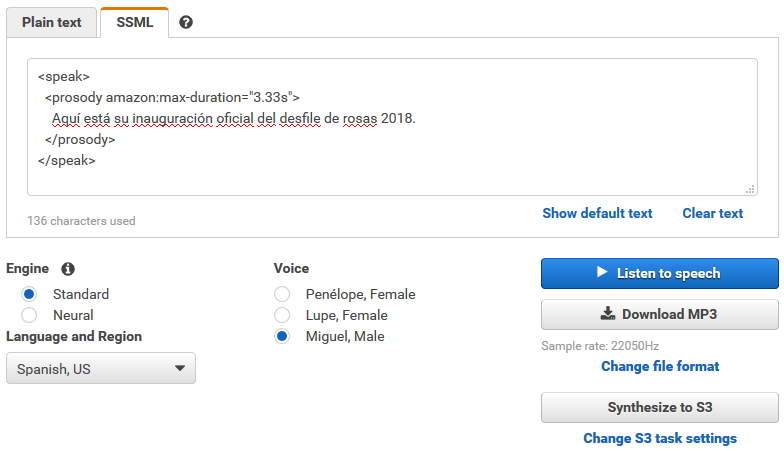 Plain text SSML ?
<speak>
<prosody amazon:max-duration="3.33s">
Aquí está su inauguración oficial del desfile de rosas 2018.
</prosody>
</speak>
136 characters used
Show default text Clear text
Engine i
Standard
Neural
Language and Region
Spanish, US
Voice
Penélope, Female
Lupe, Female
Miguel, Male
Listen to speech
Download MP3
Sample rate: 22050Hz
Change file format
Synthesize to S3
Change S3 task settings